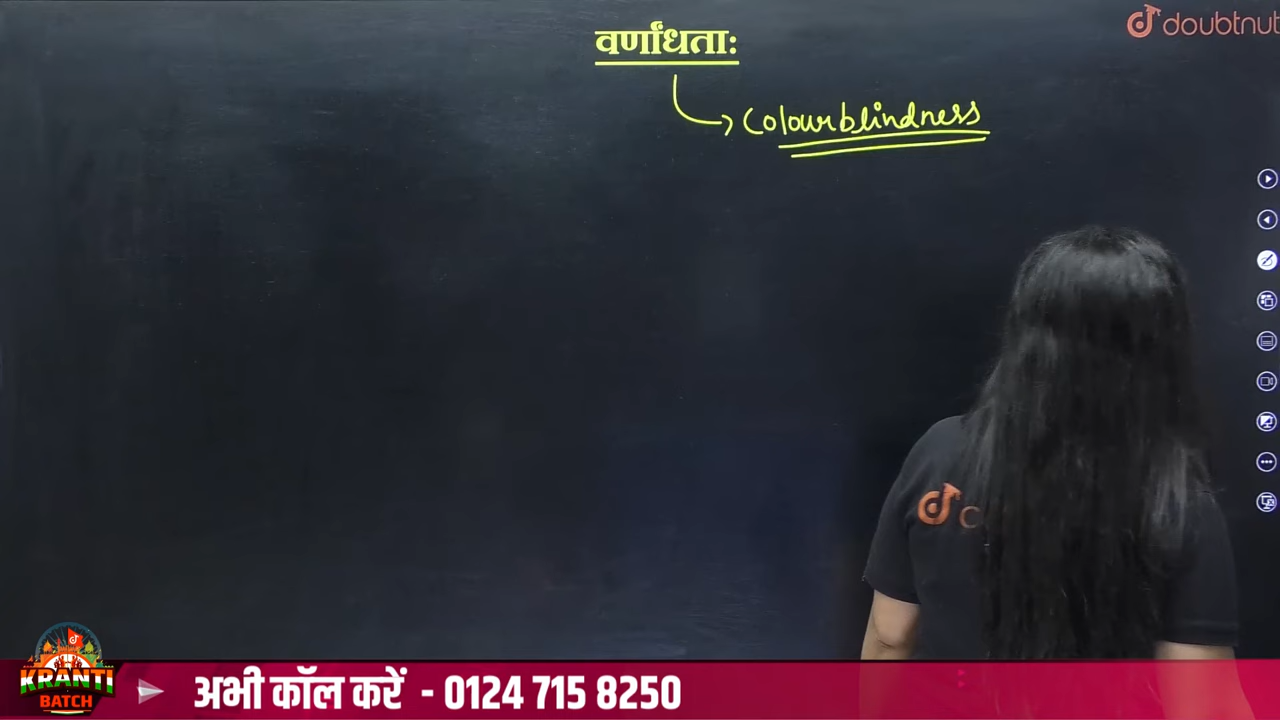 वर्णांधता:
doubtnut
Colourblindness
KRANTI
BATCH
अभी कॉल करें - 0124 715 8250